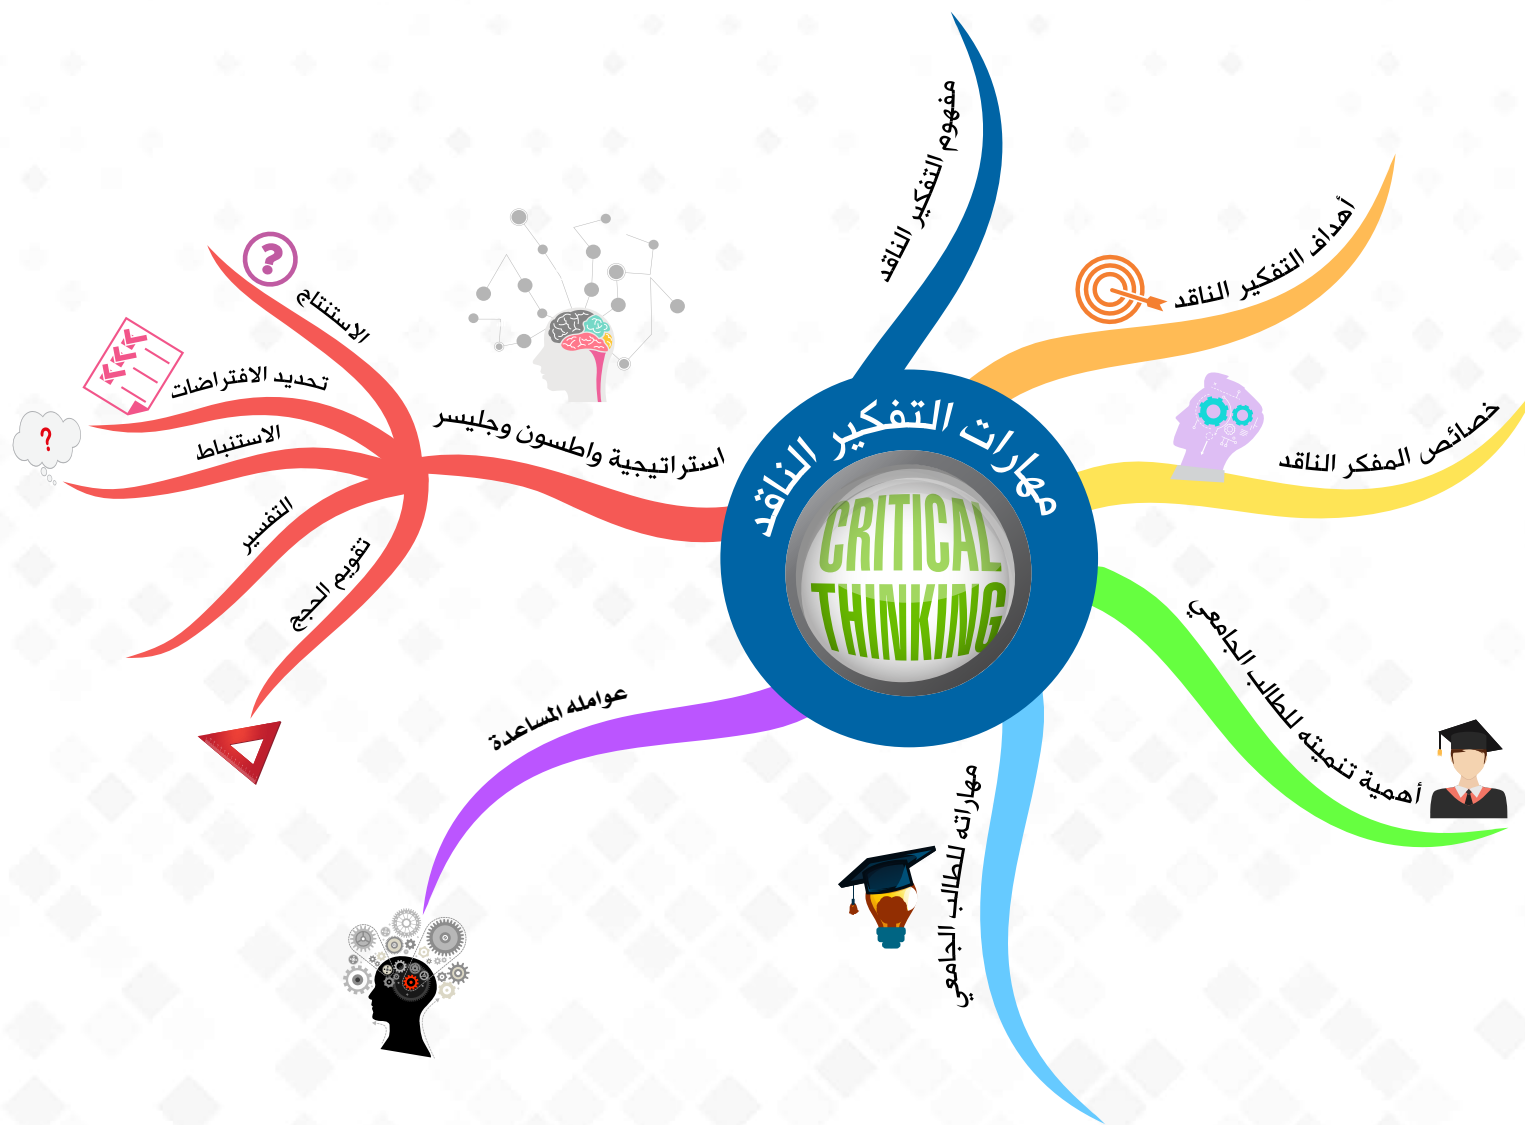 مهارات التفكير الناقد
CRITICAL
THINKING
مفهوم التفكير الناقد
أهداف التفكير الناقد
خصائص المفكر الناقد
أهمية تنميته للطالب الجامعي
مهاراته للطالب الجامعي
عوامله المساعدة
استراتيجية واطسون وجليسر
الاستنتاج
تحديد الافتراضات
الاستنباط
التفسير
تقويم الحجج